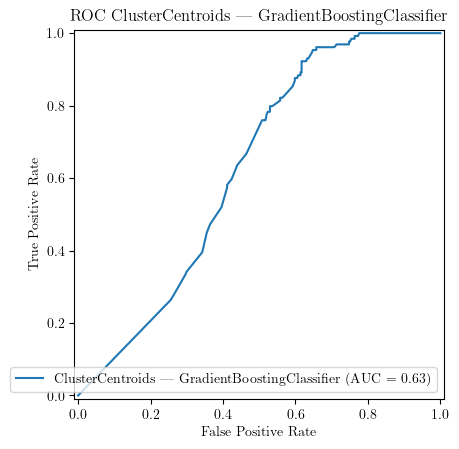 ROC ClusterCentroids — GradientBoostingClassifier
1.0
0.8
0.6
0.4
0.2
0.0
True Positive Rate
ClusterCentroids — GradientBoostingClassifier (AUC = 0.63)
0.0 0.2 0.4 0.6 0.8 1.0
False Positive Rate